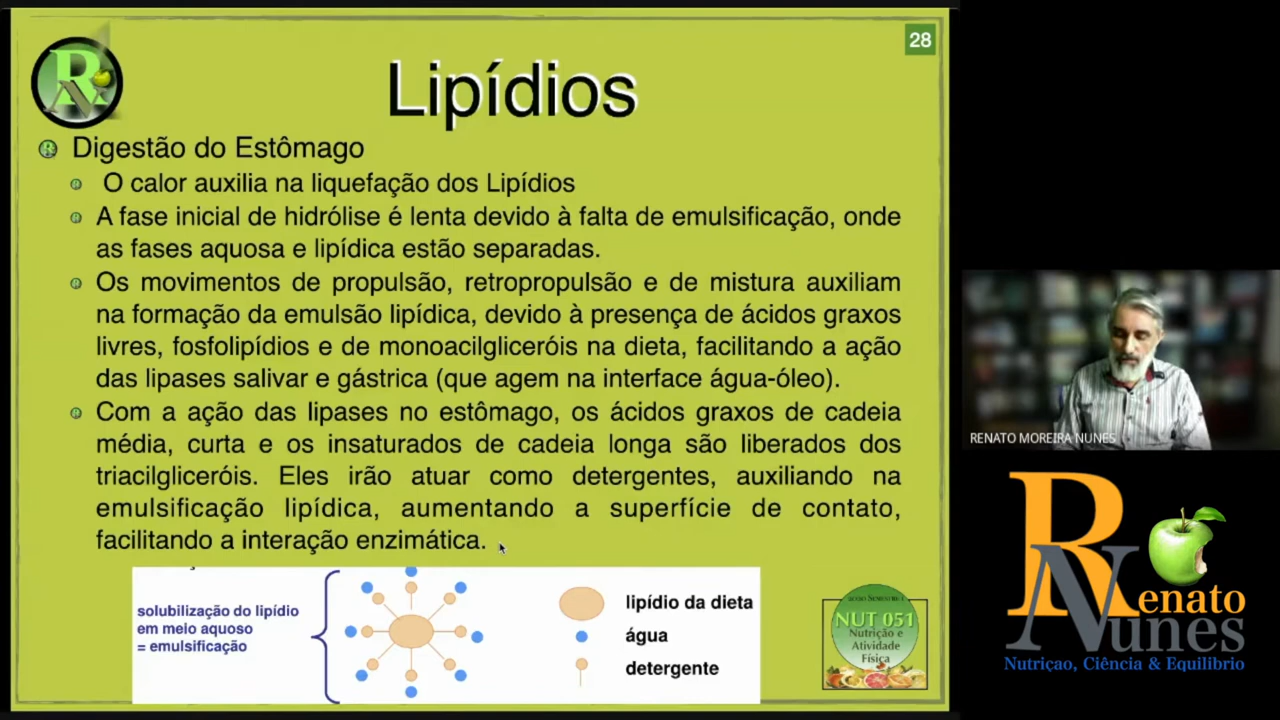 28
Lipídios
Digestão do Estômago
O calor auxilia na liquefação dos Lipídios
A fase inicial de hidrólise é lenta devido à falta de emulsificação, onde
as fases aquosa e lipídica estão separadas.
Os movimentos de propulsão, retropropulsão e de mistura auxiliam
na formação da emulsão lipídica, devido à presença de ácidos graxos
livres, fosfolipídios e de monoacilgliceróis na dieta, facilitando a ação
das lipases salivar e gástrica (que agem na interface água-óleo).
Com a ação das lipases no estômago, os ácidos graxos de cadeia
média, curta e os insaturados de cadeia longa são liberados dos
triacilgliceróis. Eles irão atuar como detergentes, auxiliando na
emulsificação lipídica, aumentando a superfície de contato,
facilitando a interação enzimática.
solubilização do lipídio
em meio aquoso
= emulsificação
lipídio da dieta
água
detergente
NUT 051
Nutrição e
Atividade
Física
RENATO MOREIRA NUNES
Renato
Nunes
Nutriçao, Ciência & Equilibrio